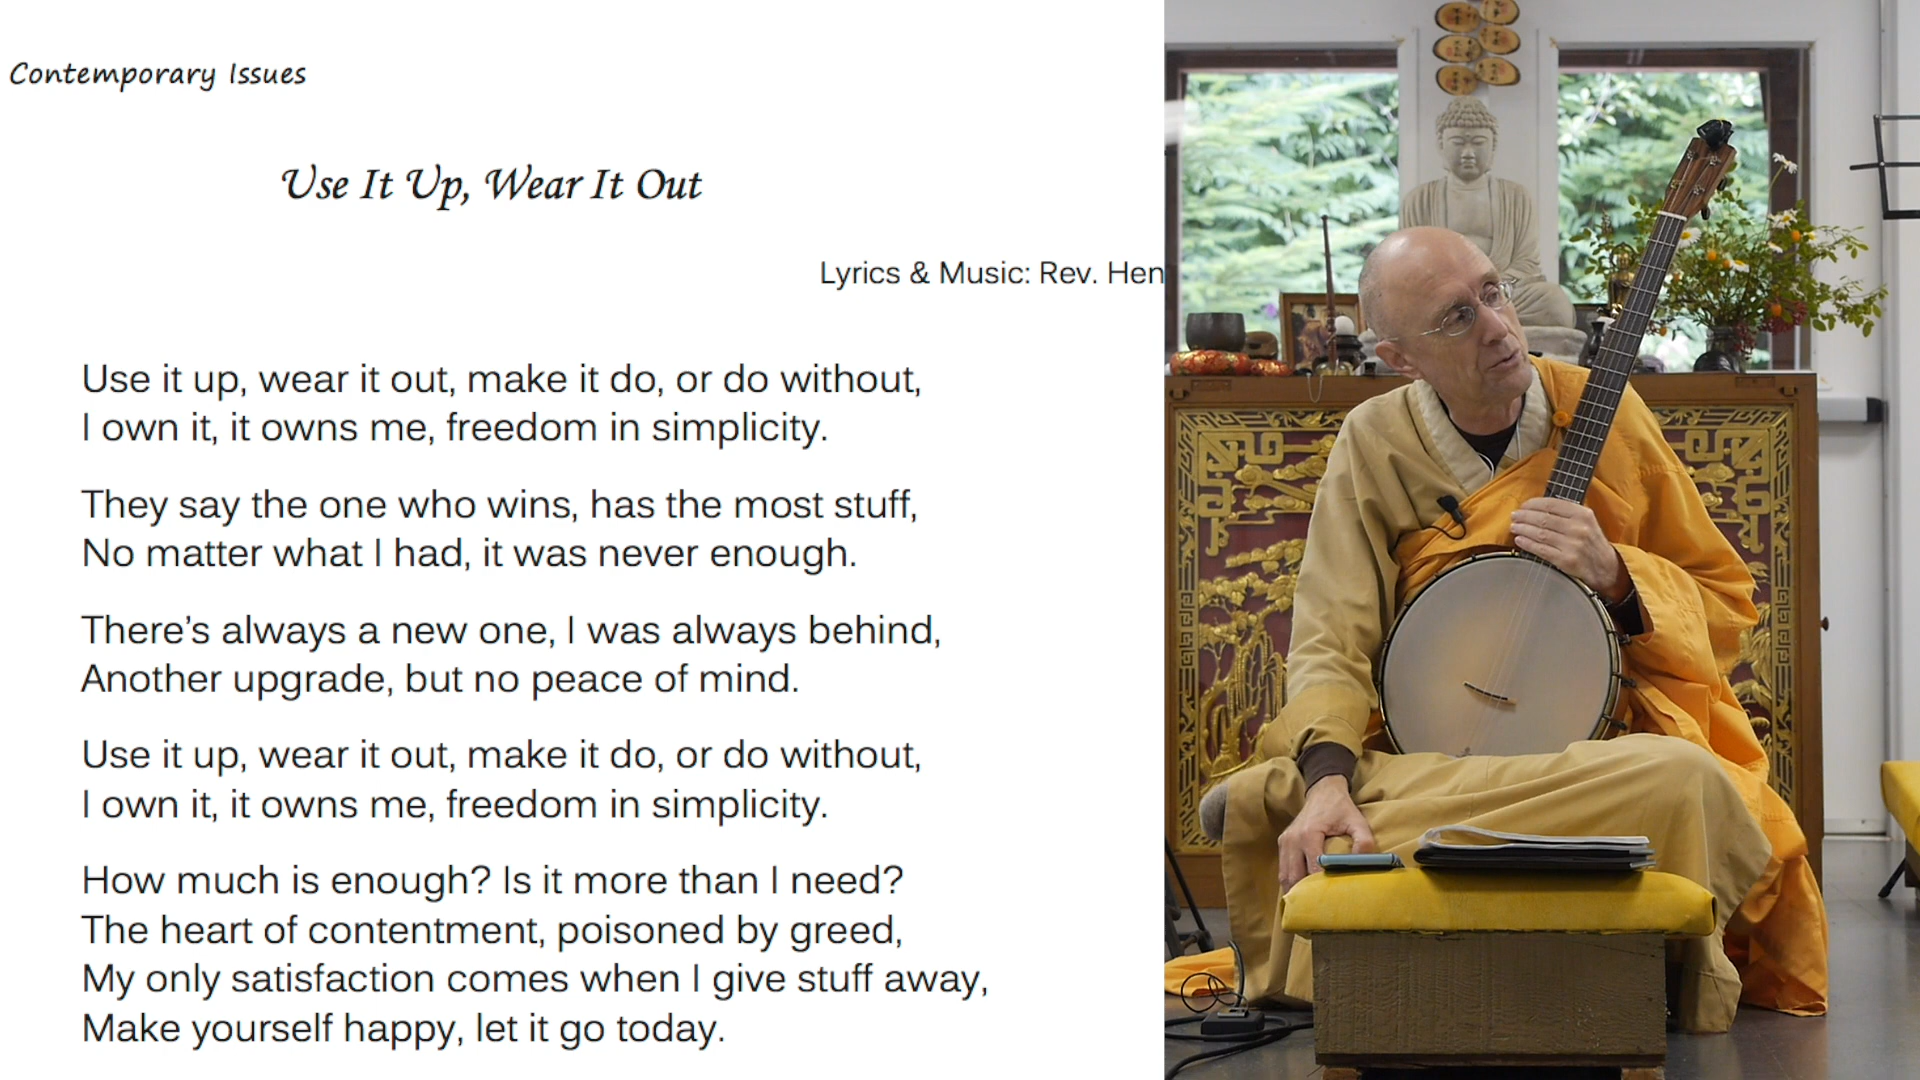 Contemporary Issues
Use It Up, Wear It Out
Lyrics & Music: Rev. Hen
Use it up, wear it out, make it do, or do without,
I own it, it owns me, freedom in simplicity.
They say the one who wins, has the most stuff,
No matter what I had, it was never enough.
There’s always a new one, I was always behind,
Another upgrade, but no peace of mind.
Use it up, wear it out, make it do, or do without,
I own it, it owns me, freedom in simplicity.
How much is enough? Is it more than I need?
The heart of contentment, poisoned by greed,
My only satisfaction comes when I give stuff away,
Make yourself happy, let it go today.